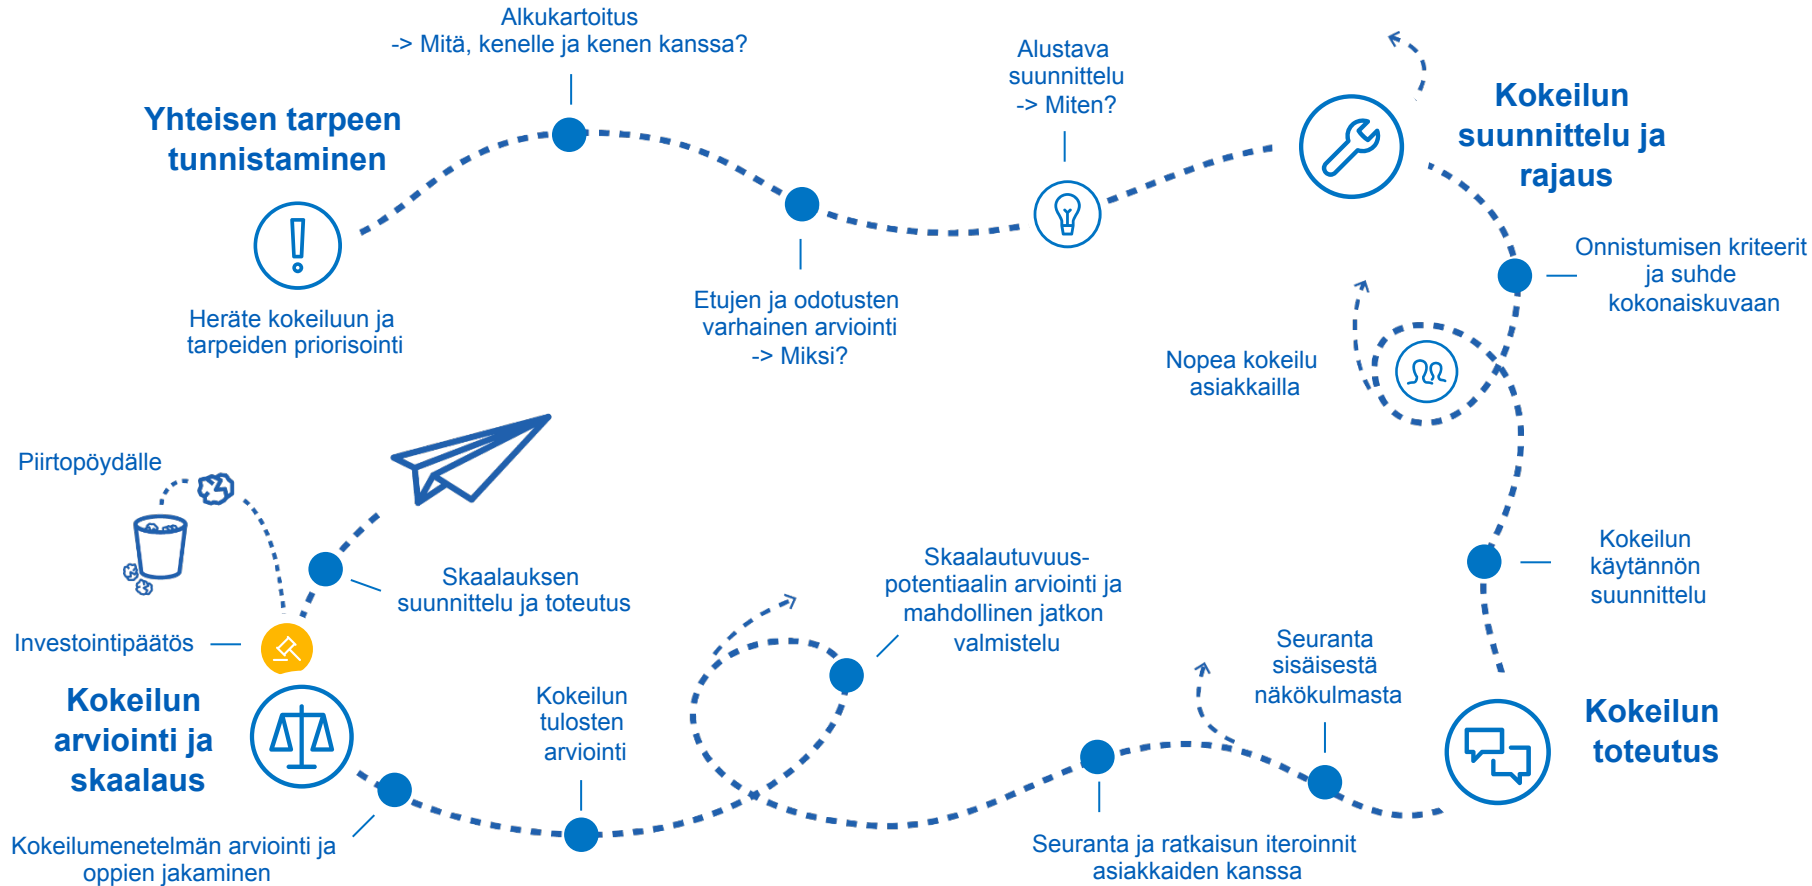 Alkukartoitus
-> Mitä, kenelle ja kenen kanssa?
Yhteisen tarpeen
tunnistaminen
Heräte kokeiluun ja
tarpeiden priorisointi
Etujen ja odotusten
varhainen arviointi
-> Miksi?
Alustava
suunnittelu
-> Miten?
Kokeilun
suunnittelu ja
rajaus
Onnistumisen kriteerit
ja suhde
kokonaiskuvaan
Nopea kokeilu
asiakkailla
Kokeilun
käytännön
suunnittelu
Kokeilun
toteutus
Seuranta
sisäisestä
näkökulmasta
Seuranta ja ratkaisun iteroinnit
asiakkaiden kanssa
Skaalautuvuus-
potentiaalin arviointi ja
mahdollinen jatkon
valmistelu
Kokeilun
tulosten
arviointi
Kokeilumenetelmän arviointi ja
oppien jakaminen
Kokeilun
arviointi ja
skaalaus
Investointipäätös
Piirtopöydälle
Skaalauksen
suunnittelu ja toteutus